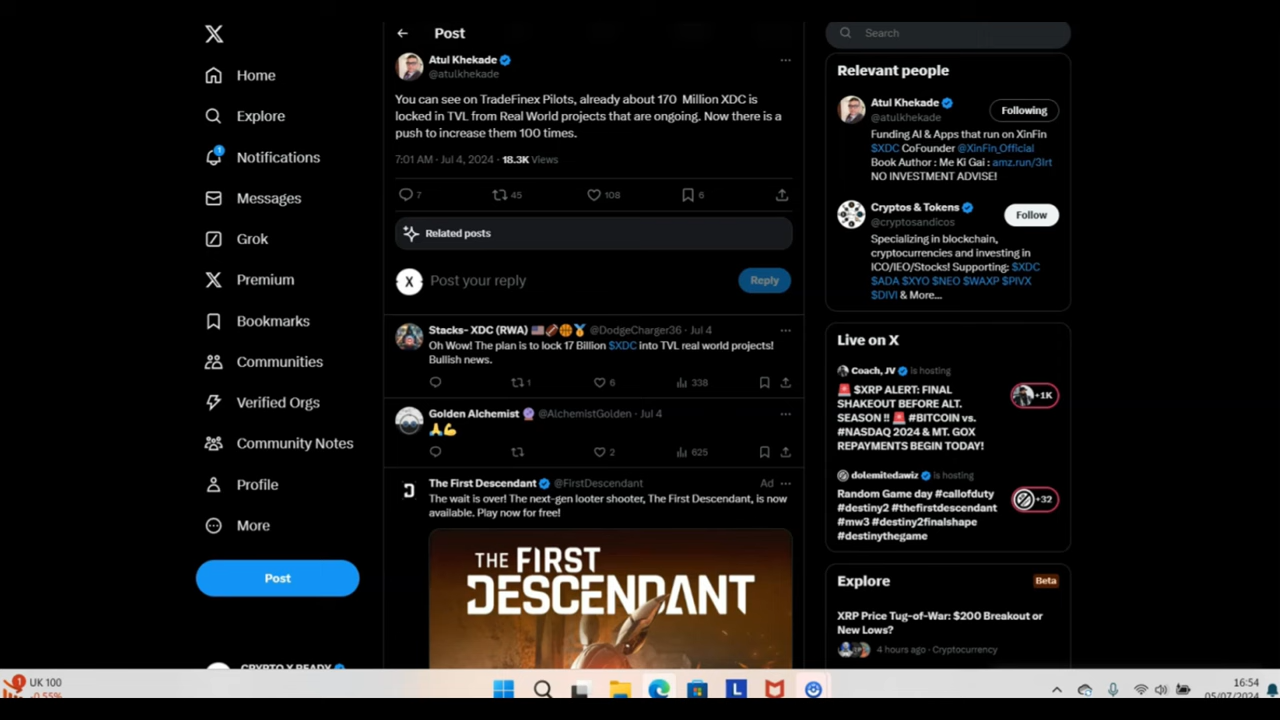 Home
Explore
1
Notifications
Messages
Grok
Premium
Bookmarks
Communities
Verified Orgs
Community Notes
Profile
More
Post
CRYPTO X READY
Post
Atul Khekade
@atulkhekade
You can see on TradeFinex Pilots, already about 170 Million XDC is
locked in TVL from Real World projects that are ongoing. Now there is a
push to increase them 100 times.
7:01 AM · Jul 4, 2024 · 18.3K Views
7 45 108 6
Related posts
X Post your reply Reply
Stacks- XDC (RWA) 🇺🇸🏈🏀🏅 @DodgeCharger36 · Jul 4
Oh Wow! The plan is to lock 17 Billion $XDC into TVL real world projects!
Bullish news.
1 6 338
Golden Alchemist 🔮 @AlchemistGolden · Jul 4
🙏💪
2 625
The First Descendant @FirstDescendant Ad
The wait is over! The next-gen looter shooter, The First Descendant, is now
available. Play now for free!
THE FIRST
DESCENDANT
Search
Relevant people
Atul Khekade
@atulkhekade
Following
Funding AI & Apps that run on XinFin
$XDC CoFounder @XinFin_Official
Book Author : Me Ki Gai : amz.run/3Irt
NO INVESTMENT ADVISE!
Cryptos & Tokens
@cryptosandicos
Follow
Specializing in blockchain,
cryptocurrencies and investing in
ICO/IEO/Stocks! Supporting: $XDC
$ADA $XYO $NEO $WAXP $PIVX
$DIVI & More...
Live on X
Coach, JV is hosting
🚨 $XRP ALERT: FINAL
SHAKEOUT BEFORE ALT.
SEASON !! 🚨 #BITCOIN vs.
#NASDAQ 2024 & MT. GOX
REPAYMENTS BEGIN TODAY!
+1K
dolemitedawiz is hosting
Random Game day #callofduty
#destiny2 #thefirstdescendant
#mw3 #destiny2finalshape
#destinythegame
+32
Explore Beta
XRP Price Tug-of-War: $200 Breakout or
New Lows?
4 hours ago · Cryptocurrency
1
UK 100
-0.55%
L
16:54
05/07/2024